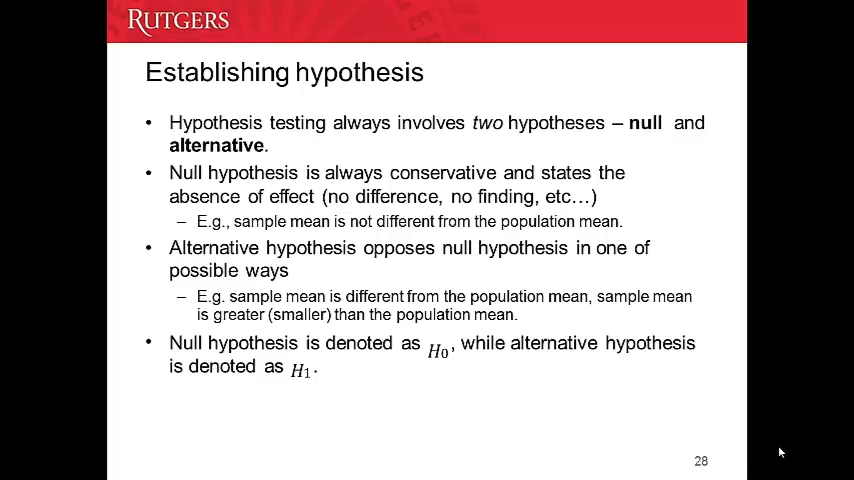 RUTGERS
Establishing hypothesis
• Hypothesis testing always involves two hypotheses – null and
alternative.
• Null hypothesis is always conservative and states the
absence of effect (no difference, no finding, etc…)
– E.g., sample mean is not different from the population mean.
• Alternative hypothesis opposes null hypothesis in one of
possible ways
– E.g. sample mean is different from the population mean, sample mean
is greater (smaller) than the population mean.
• Null hypothesis is denoted as H₀, while alternative hypothesis
is denoted as H₁.
28